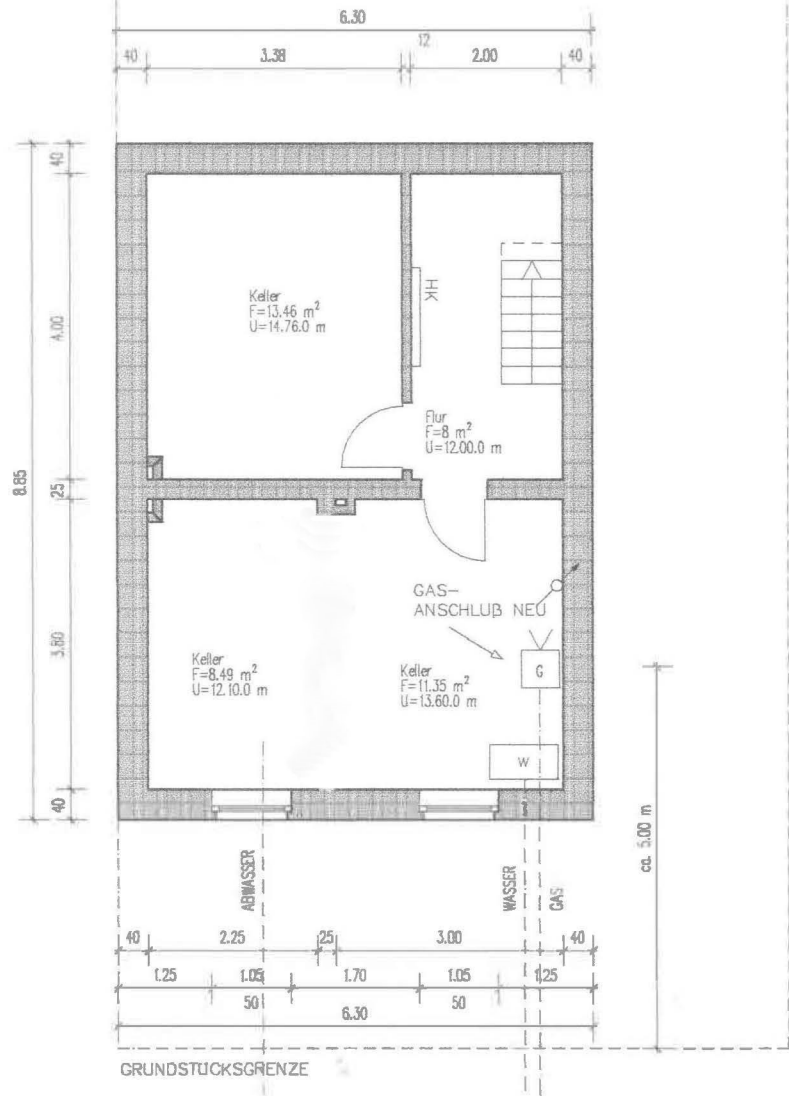 6.30
12
40 3.38 2.00 40
40
4.00
8.85
25
3.80
40
Keller
F=13.46 m²
U=14.76.0 m
HK
Flur
F=8 m²
U=12.00.0 m
GAS-
ANSCHLUß NEU
Keller
F=8.49 m²
U=12.10.0 m
Keller
F=11.35 m²
U=13.60.0 m
G
W
ca. 5.00 m
ABWASSER
WASSER
GAS
40 2.25 25 3.00 40
1.25 1.05 1.70 1.05 1.25
50 50
6.30
GRUNDSTÜCKSGRENZE